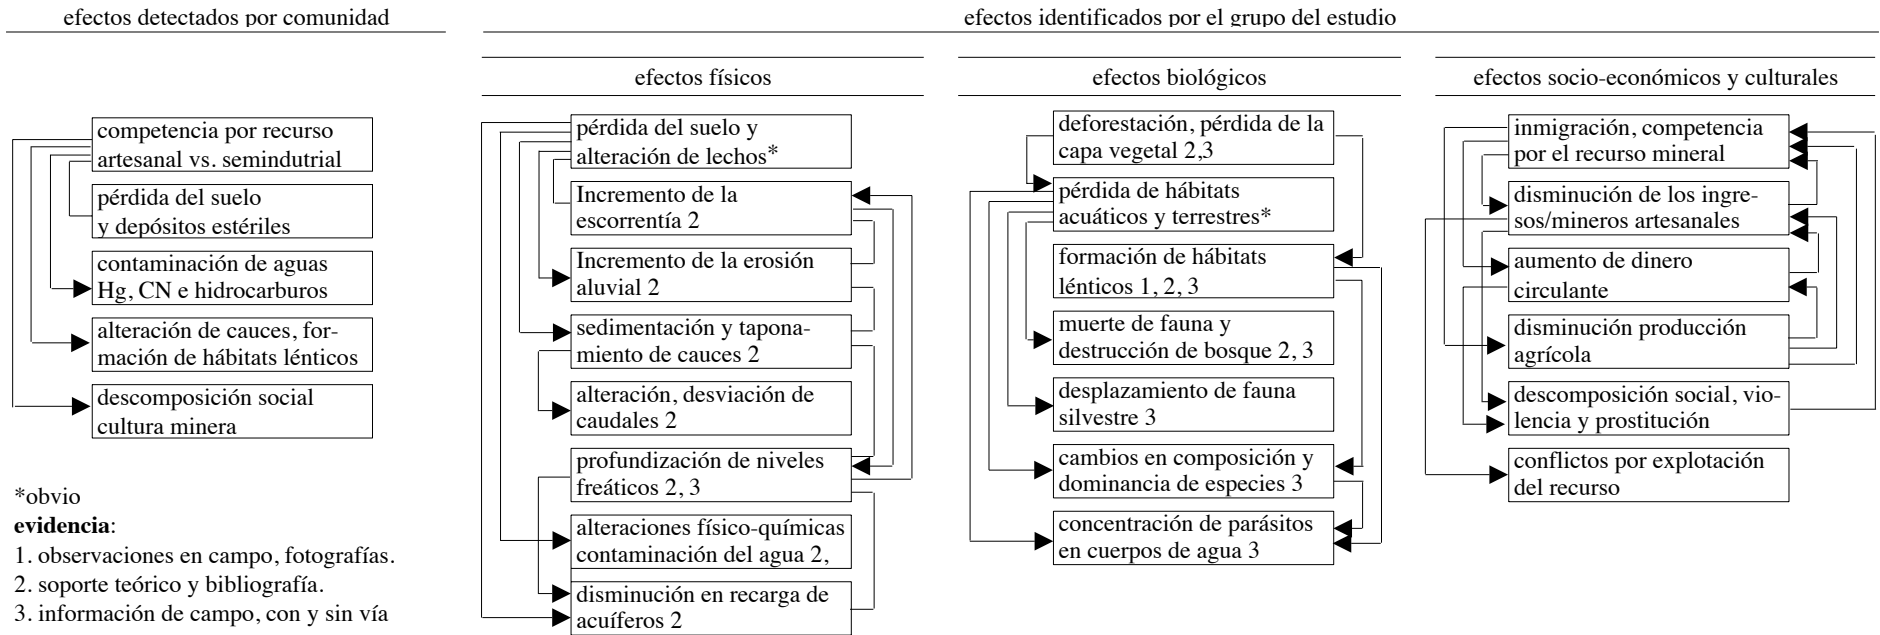 efectos detectados por comunidad
efectos identificados por el grupo del estudio
efectos físicos
efectos biológicos
efectos socio-económicos y culturales
competencia por recurso
artesanal vs. semindutrial
pérdida del suelo
y depósitos estériles
contaminación de aguas
Hg, CN e hidrocarburos
alteración de cauces, for-
mación de hábitats lénticos
descomposición social
cultura minera
*obvio
evidencia:
1. observaciones en campo, fotografías.
2. soporte teórico y bibliografía.
3. información de campo, con y sin vía
pérdida del suelo y
alteración de lechos*
Incremento de la
escorrentía 2
Incremento de la erosión
aluvial 2
sedimentación y tapona-
miento de cauces 2
alteración, desviación de
caudales 2
profundización de niveles
freáticos 2, 3
alteraciones físico-químicas
contaminación del agua 2,
disminución en recarga de
acuíferos 2
deforestación, pérdida de la
capa vegetal 2,3
pérdida de hábitats
acuáticos y terrestres*
formación de hábitats
lénticos 1, 2, 3
muerte de fauna y
destrucción de bosque 2, 3
desplazamiento de fauna
silvestre 3
cambios en composición y
dominancia de especies 3
concentración de parásitos
en cuerpos de agua 3
inmigración, competencia
por el recurso mineral
disminución de los ingre-
sos/mineros artesanales
aumento de dinero
circulante
disminución producción
agrícola
descomposición social, vio-
lencia y prostitución
conflictos por explotación
del recurso